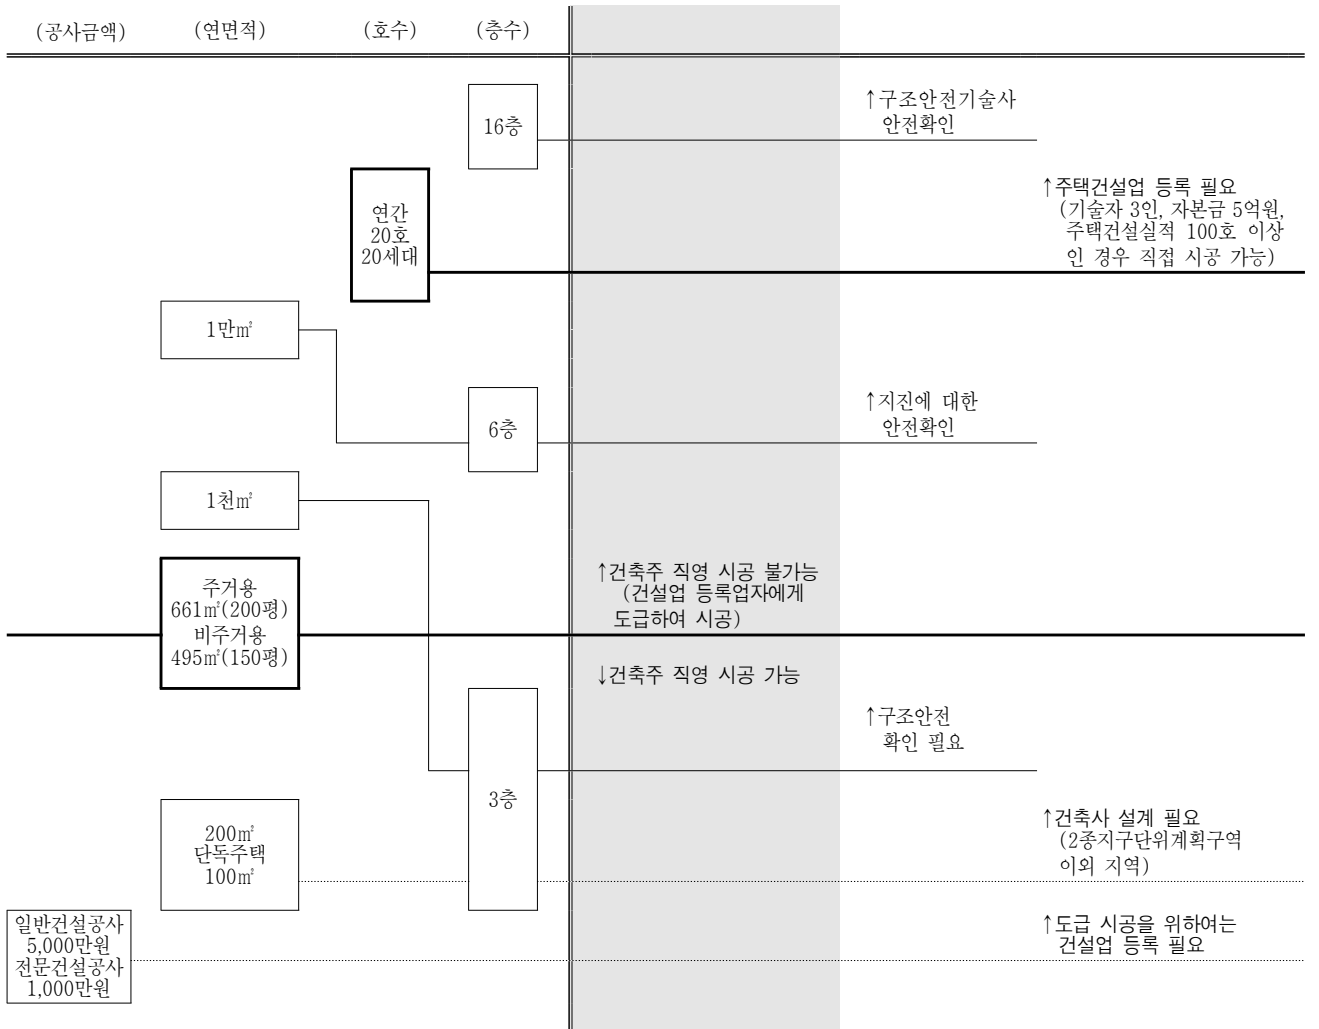 (공사금액) (연면적) (호수) (층수)
16층
↑구조안전기술사
안전확인
연간
20호
20세대
↑주택건설업 등록 필요
(기술자 3인, 자본금 5억원,
주택건설실적 100호 이상
인 경우 직접 시공 가능)
1만㎡
6층
↑지진에 대한
안전확인
1천㎡
주거용
661㎡(200평)
비주거용
495㎡(150평)
↑건축주 직영 시공 불가능
(건설업 등록업자에게
도급하여 시공)
↓건축주 직영 시공 가능
↑구조안전
확인 필요
3층
200㎡
단독주택
100㎡
↑건축사 설계 필요
(2종지구단위계획구역
이외 지역)
일반건설공사
5,000만원
전문건설공사
1,000만원
↑도급 시공을 위하여는
건설업 등록 필요